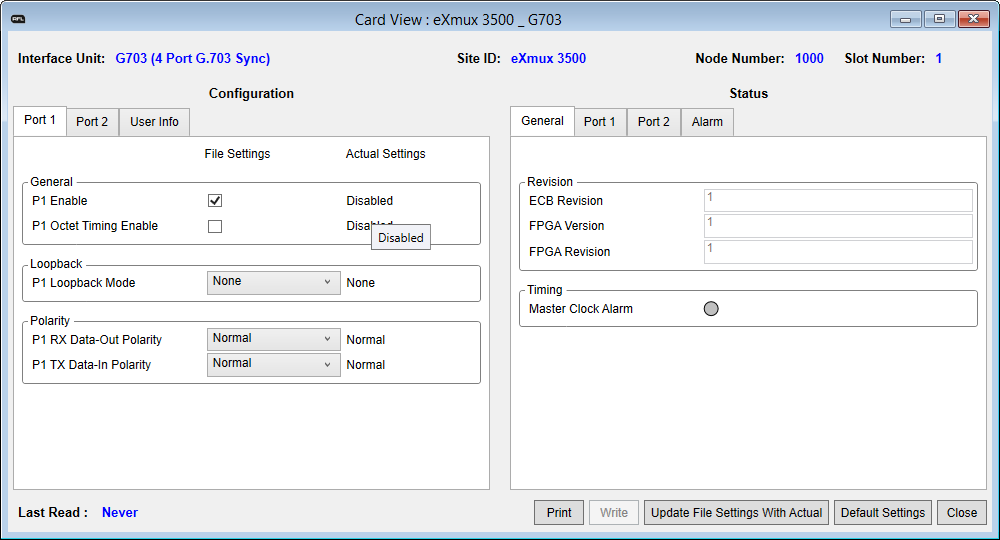 RFL
Card View : eXmux 3500 _ G703
Interface Unit: G703 (4 Port G.703 Sync) Site ID: eXmux 3500 Node Number: 1000 Slot Number: 1
Configuration
Status
Port 1 Port 2 User Info
General Port 1 Port 2 Alarm
File Settings Actual Settings
General
P1 Enable Disabled
P1 Octet Timing Enable
Disabled
Loopback
P1 Loopback Mode None None
Polarity
P1 RX Data-Out Polarity Normal Normal
P1 TX Data-In Polarity Normal Normal
Revision
ECB Revision 1
FPGA Version 1
FPGA Revision 1
Timing
Master Clock Alarm
Last Read : Never
Print Write Update File Settings With Actual Default Settings Close